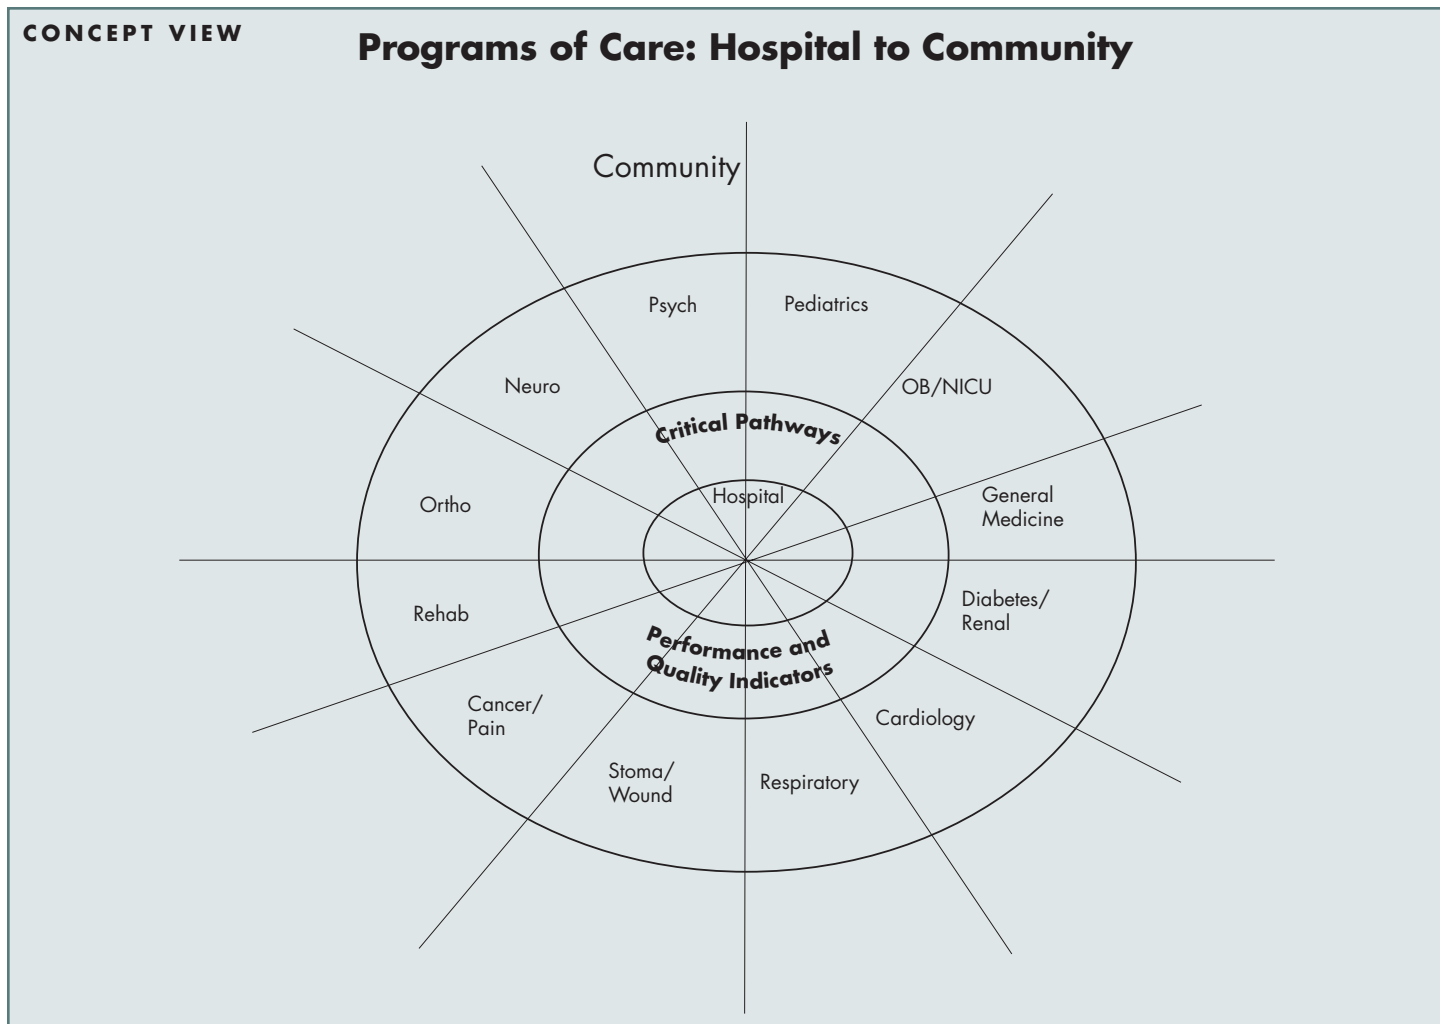 CONCEPT VIEW
Programs of Care: Hospital to Community
Community
Psych
Pediatrics
Neuro
OB/NICU
Critical Pathways
Hospital
Ortho
General
Medicine
Rehab
Diabetes/
Renal
Performance and
Quality Indicators
Cancer/
Pain
Cardiology
Stoma/
Wound
Respiratory